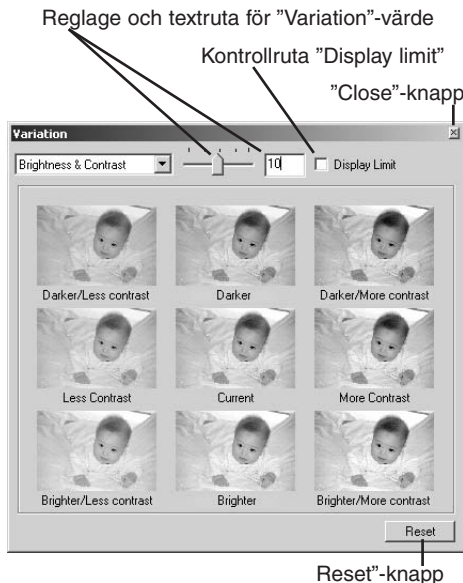 Reglage och textruta för ”Variation”-värde
Kontrollruta ”Display limit”
”Close”-knapp
Variation
Brightness & Contrast
10
Display Limit
Darker/Less contrast
Darker
Darker/More contrast
Less Contrast
Current
More Contrast
Brighter/Less contrast
Brighter
Brighter/More contrast
Reset
Reset”-knapp